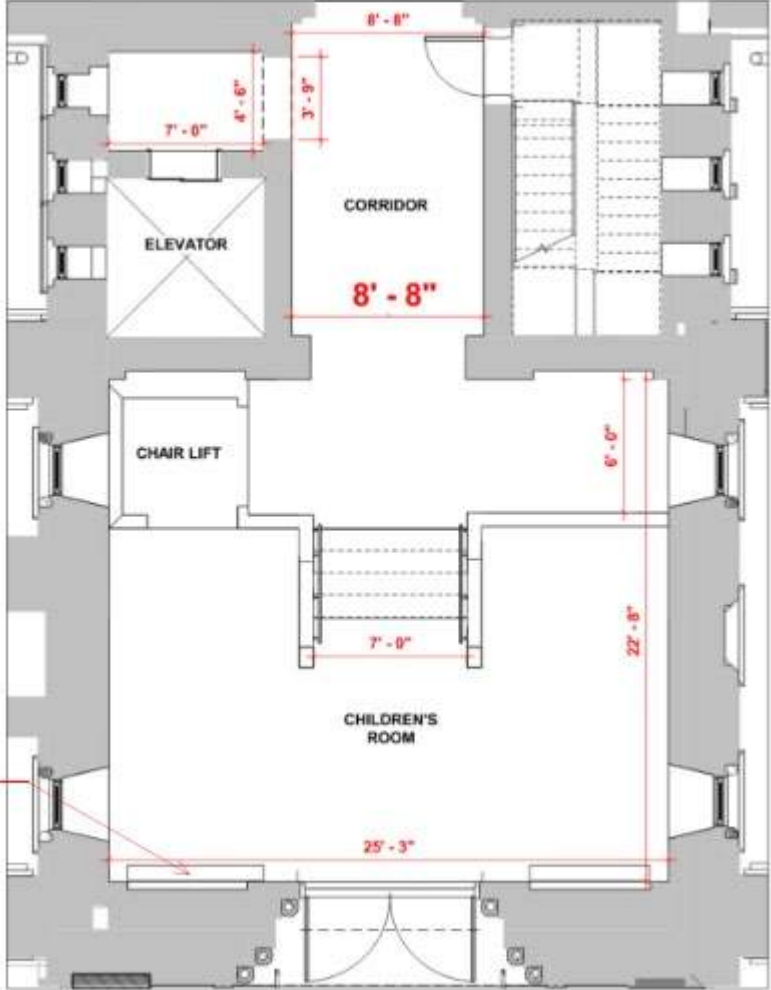 8' - 8"
4' - 6"
3' - 9"
7' - 0"
CORRIDOR
ELEVATOR
8' - 8"
CHAIR LIFT
6' - 0"
7' - 0"
22' - 8"
CHILDREN'S
ROOM
25' - 3"